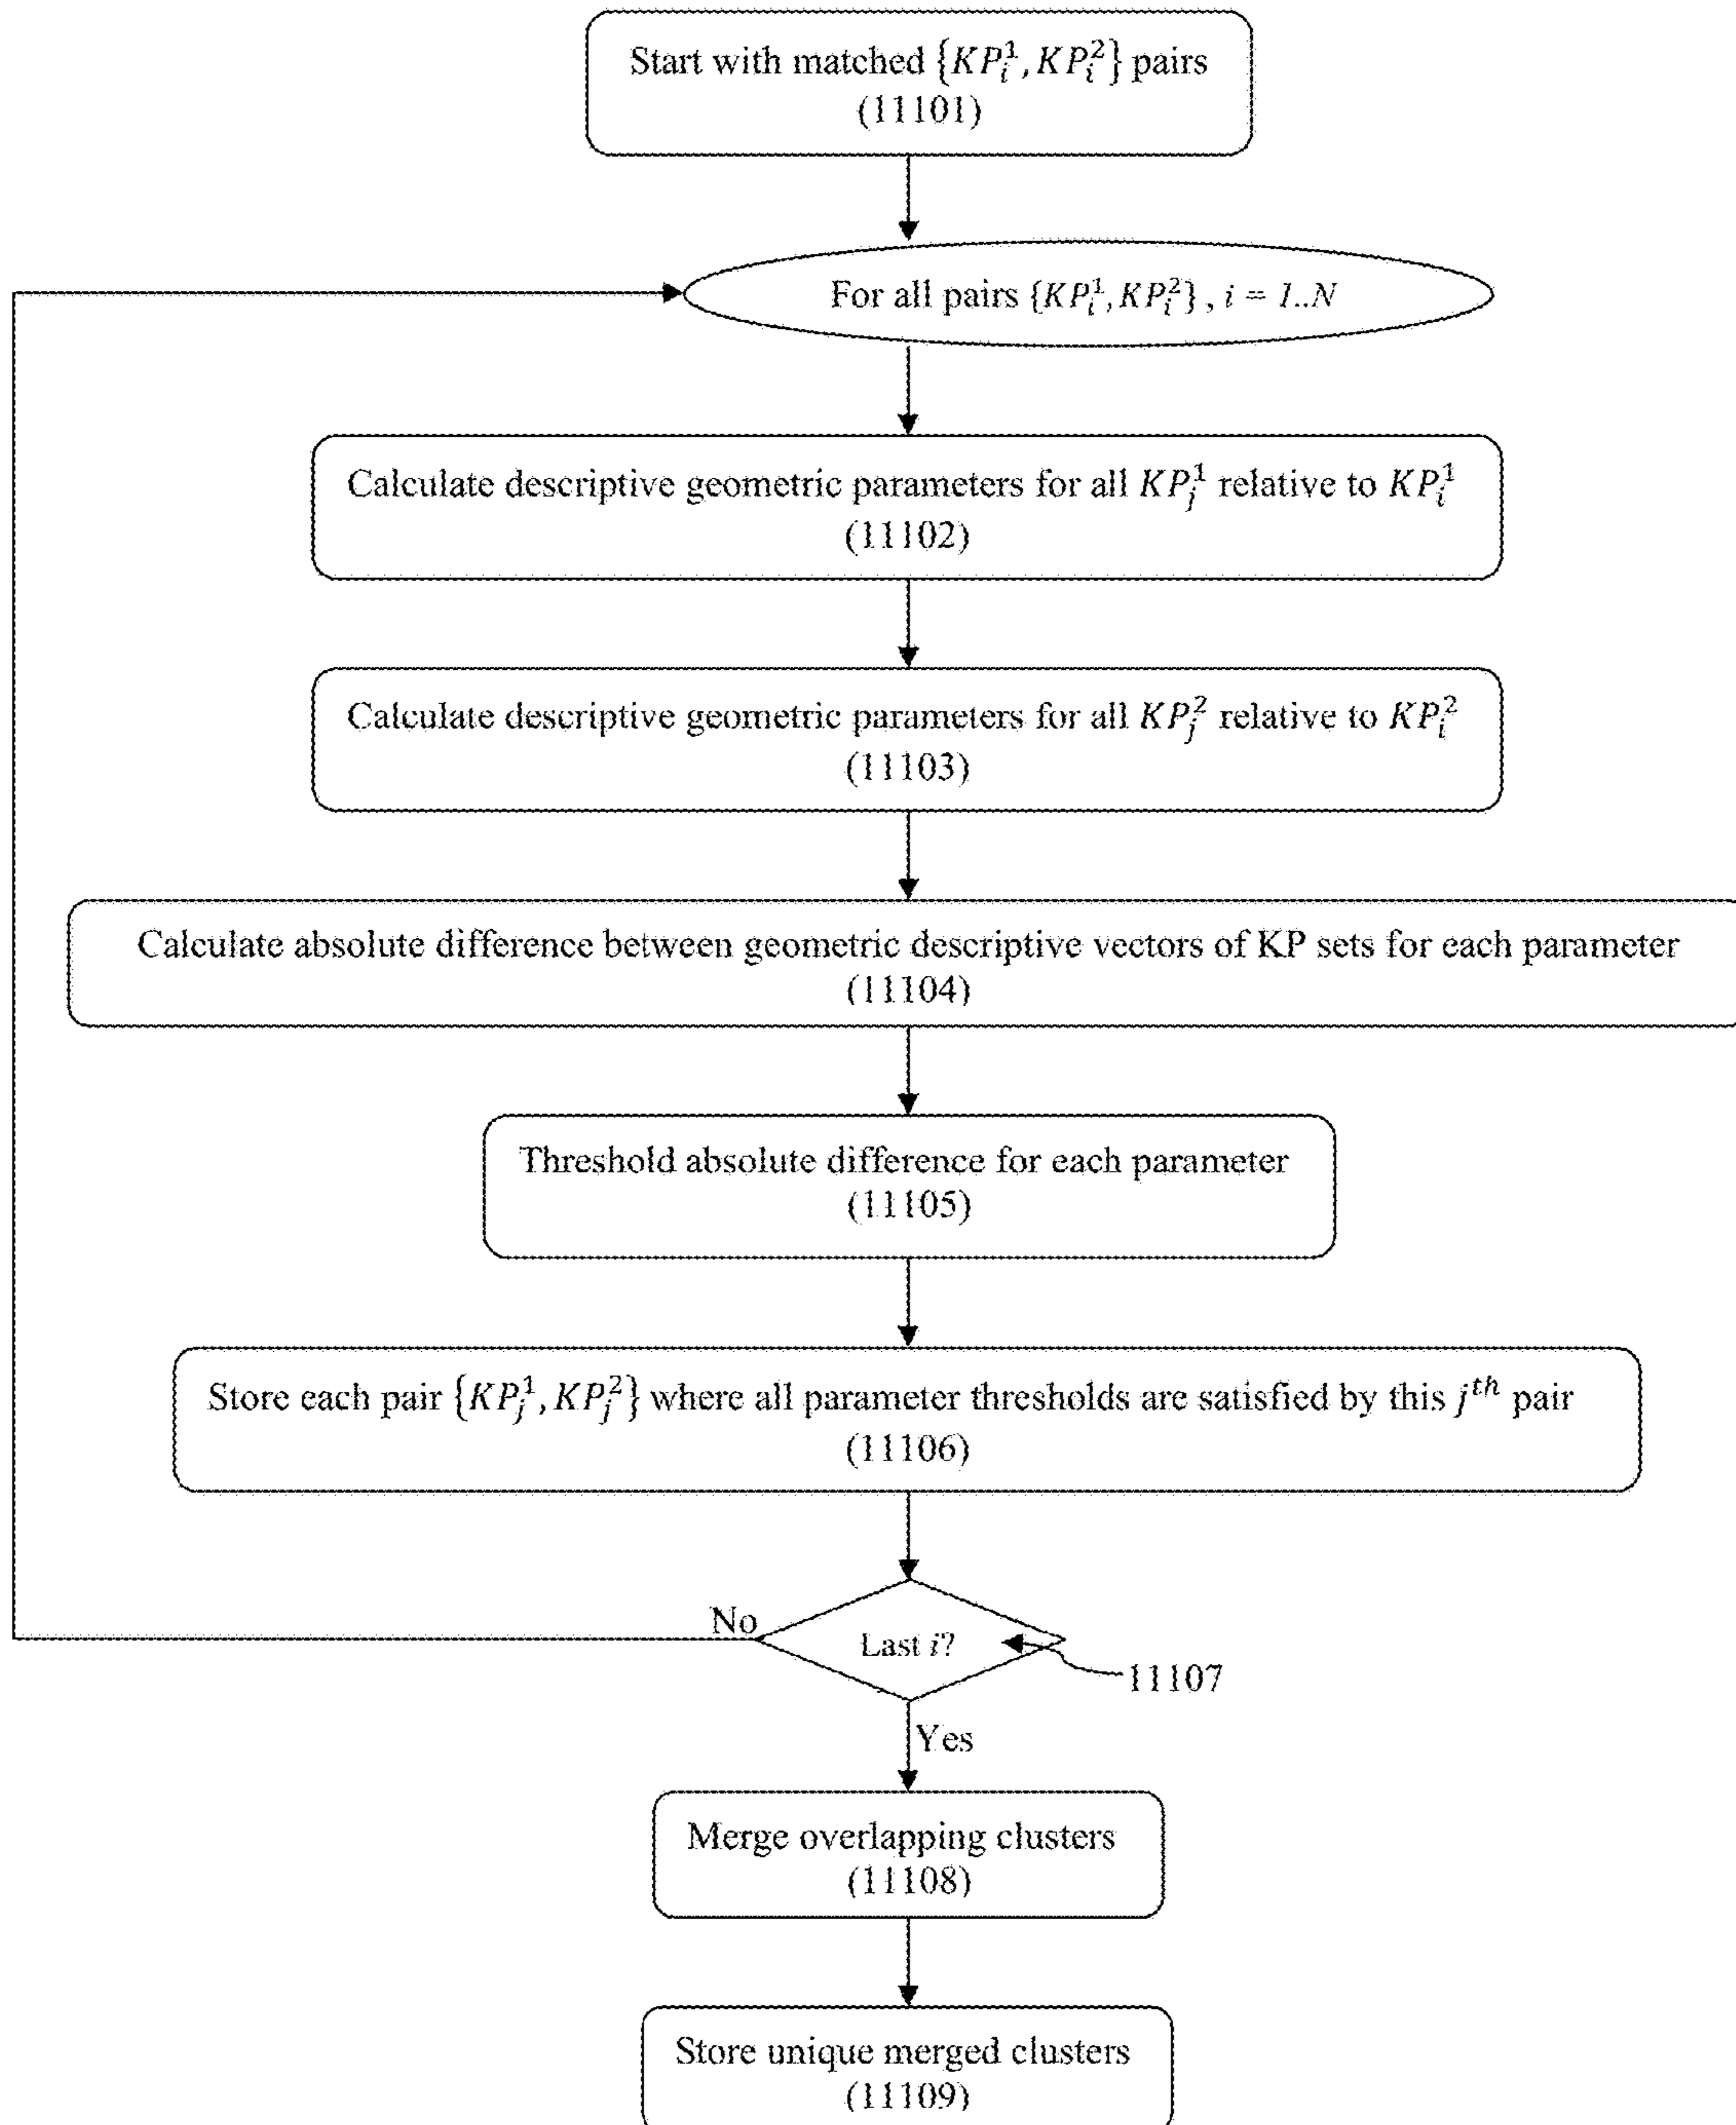 Start with matched {KP_i^1, KP_i^2} pairs
(11101)
For all pairs {KP_i^1, KP_i^2}, i = 1..N
Calculate descriptive geometric parameters for all KP_j^1 relative to KP_i^1
(11102)
Calculate descriptive geometric parameters for all KP_j^2 relative to KP_i^2
(11103)
Calculate absolute difference between geometric descriptive vectors of KP sets for each parameter
(11104)
Threshold absolute difference for each parameter
(11105)
Store each pair {KP_j^1, KP_j^2} where all parameter thresholds are satisfied by this j^th pair
(11106)
No
Last i?
11107
Yes
Merge overlapping clusters
(11108)
Store unique merged clusters
(11109)